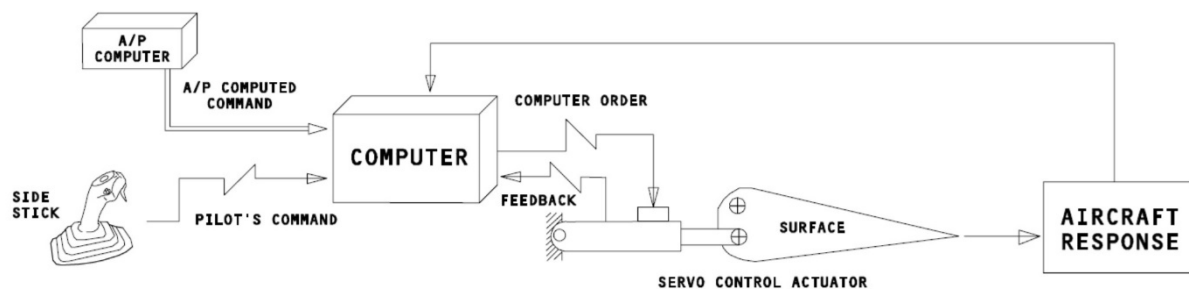 A/P
COMPUTER
A/P COMPUTED
COMMAND
COMPUTER ORDER
COMPUTER
SIDE
STICK
PILOT'S COMMAND
FEEDBACK
SURFACE
AIRCRAFT
RESPONSE
SERVO CONTROL ACTUATOR